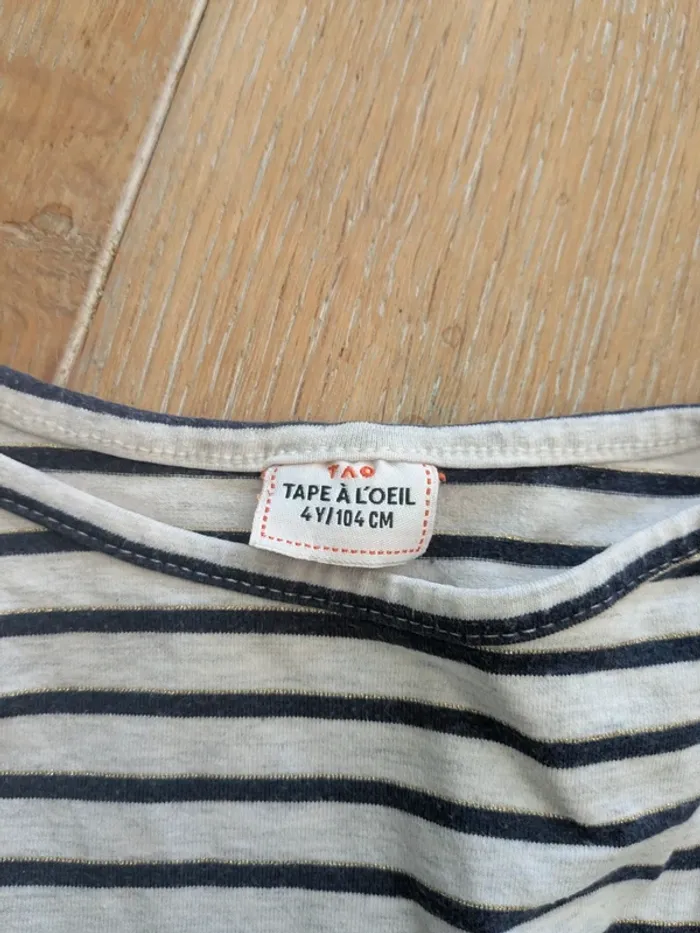 TAO
TAPE À L'OEIL
4Y/104 CM